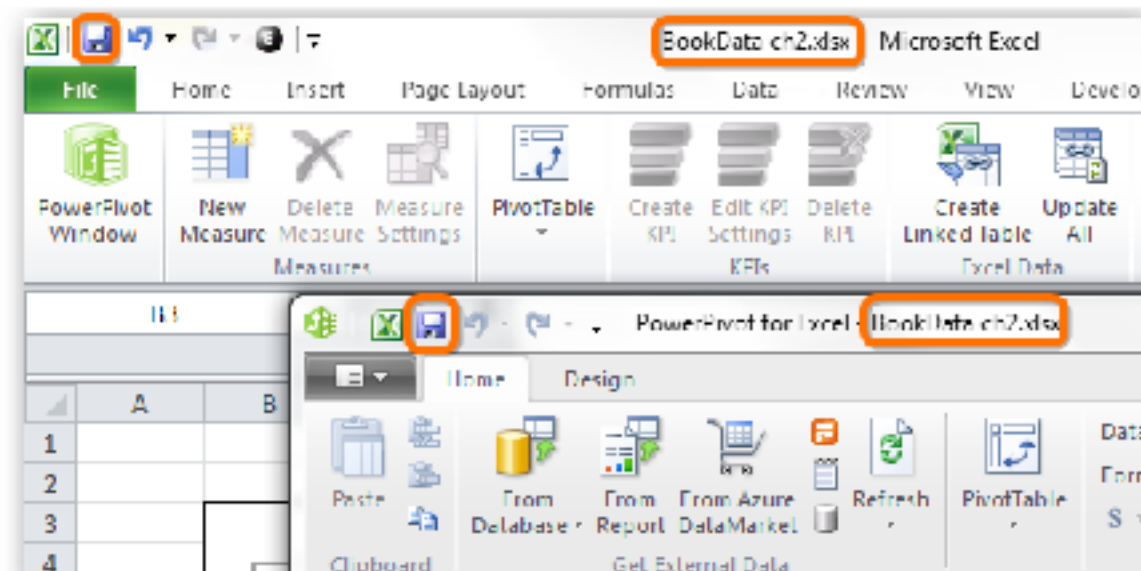 BookData ch2.xlsx Microsoft Excel
File Home Insert Page Layout Formulas Data Review View Develo
PowerPivot Window
New Measure
Delete Measure
Measure Settings
PivotTable
Create KPI
Edit KPI Settings
Delete KPI
Create Linked Table
Update All
Measures KPIs Excel Data
PowerPivot for Excel - BookData ch2.xlsx
Home Design
A B
1
2
3
4
Paste
From Database
From Report
From Azure DataMarket
Refresh
PivotTable
Data
Form
$
Clipboard Get External Data